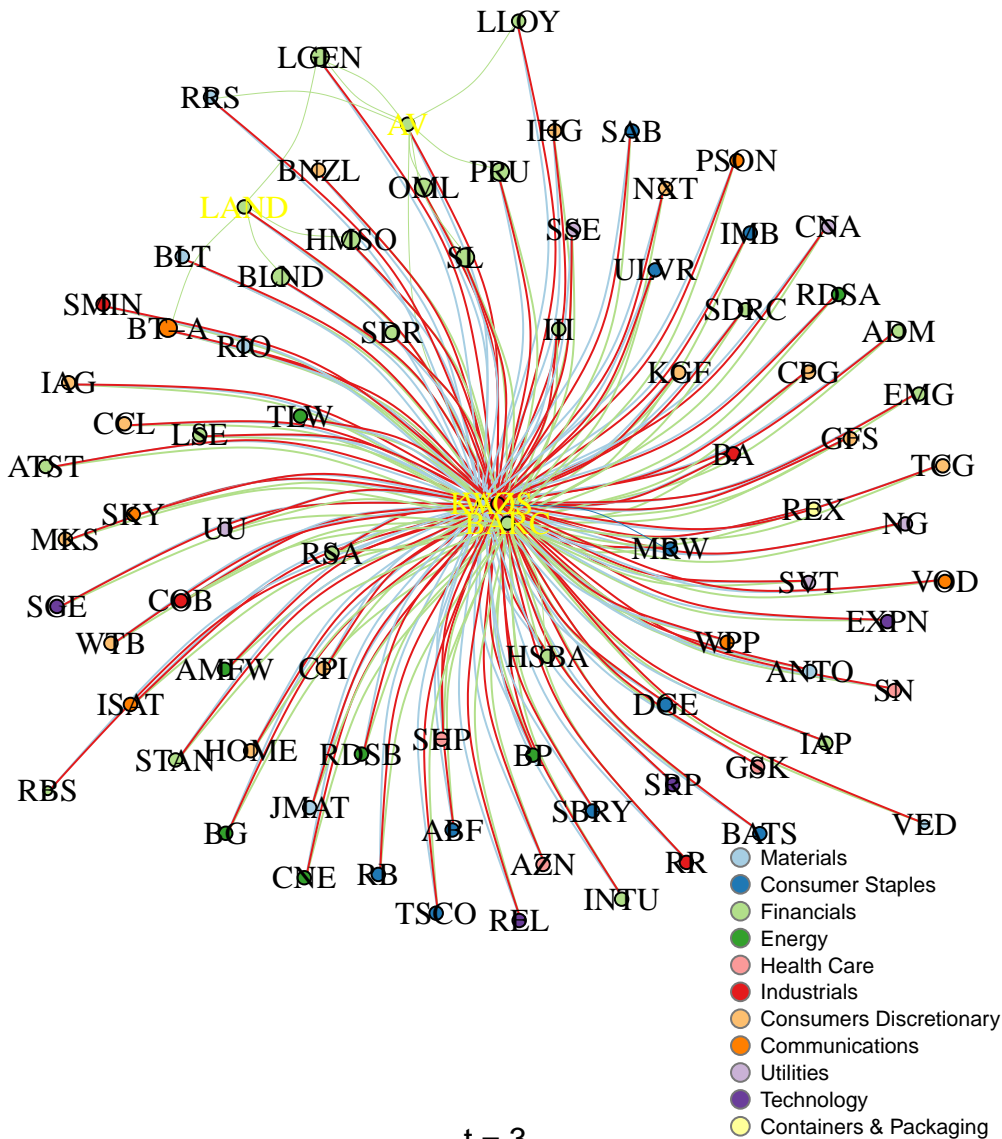 LLOY
LGEN
RRS
AV
IHG
SAB
PSON
BNZL
OML
PRU
NXT
LAND
HMSO
SL
SSE
IMB
CNA
BLT
BLND
ULVR
SMIN
BT-A
RIO
SDR
III
SDRC
RDSA
ADM
IAG
KGF
CPG
EMG
CCL
LSE
TLW
GFS
ATST
BA
TCG
SKY
REX
MKS
UU
RSA
BARC
MRW
NG
SGE
COB
SVT
VOD
WTB
EXPN
AMFW
CPI
HSBA
WPP
ANTO
SN
ISAT
DGE
STAN
HOME
RDSB
SHP
BP
IAP
GSK
RBS
JMAT
SRP
BG
ABF
SBRY
BATS
VED
CNE
RB
AZN
RR
TSCO
REL
INTU
Materials
Consumer Staples
Financials
Energy
Health Care
Industrials
Consumers Discretionary
Communications
Utilities
Technology
Containers & Packaging
t = 3